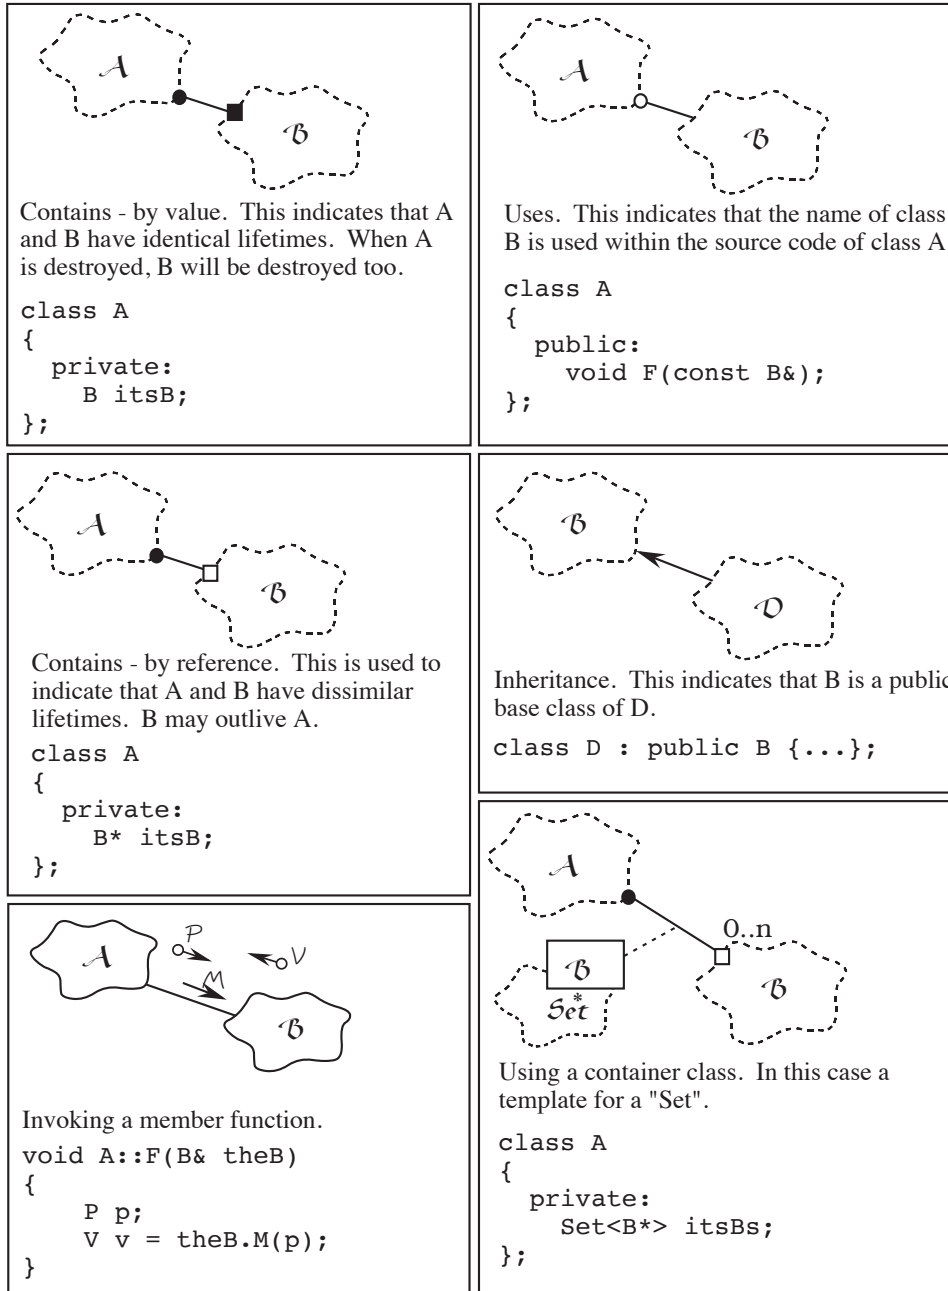 A
B
Contains - by value.  This indicates that A
and B have identical lifetimes.  When A
is destroyed, B will be destroyed too.
class A
{
  private:
    B itsB;
};
A
B
Uses.  This indicates that the name of class
B is used within the source code of class A
class A
{
  public:
    void F(const B&);
};
A
B
Contains - by reference.  This is used to
indicate that A and B have dissimilar
lifetimes.  B may outlive A.
class A
{
  private:
    B* itsB;
};
B
D
Inheritance.  This indicates that B is a public
base class of D.
class D : public B {...};
A
P
V
M
B
Invoking a member function.
void A::F(B& theB)
{
    P p;
    V v = theB.M(p);
}
A
0..n
B
B
Set*
Using a container class.  In this case a
template for a "Set".
class A
{
  private:
    Set<B*> itsBs;
};